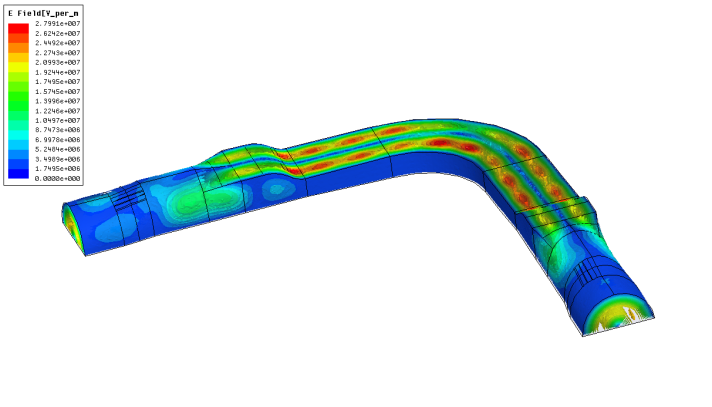 E Field[V_per_m
2.7991e+007
2.6242e+007
2.4492e+007
2.2743e+007
2.0993e+007
1.9244e+007
1.7495e+007
1.5745e+007
1.3996e+007
1.2246e+007
1.0497e+007
8.7473e+006
6.9978e+006
5.2484e+006
3.4989e+006
1.7495e+006
0.0000e+000